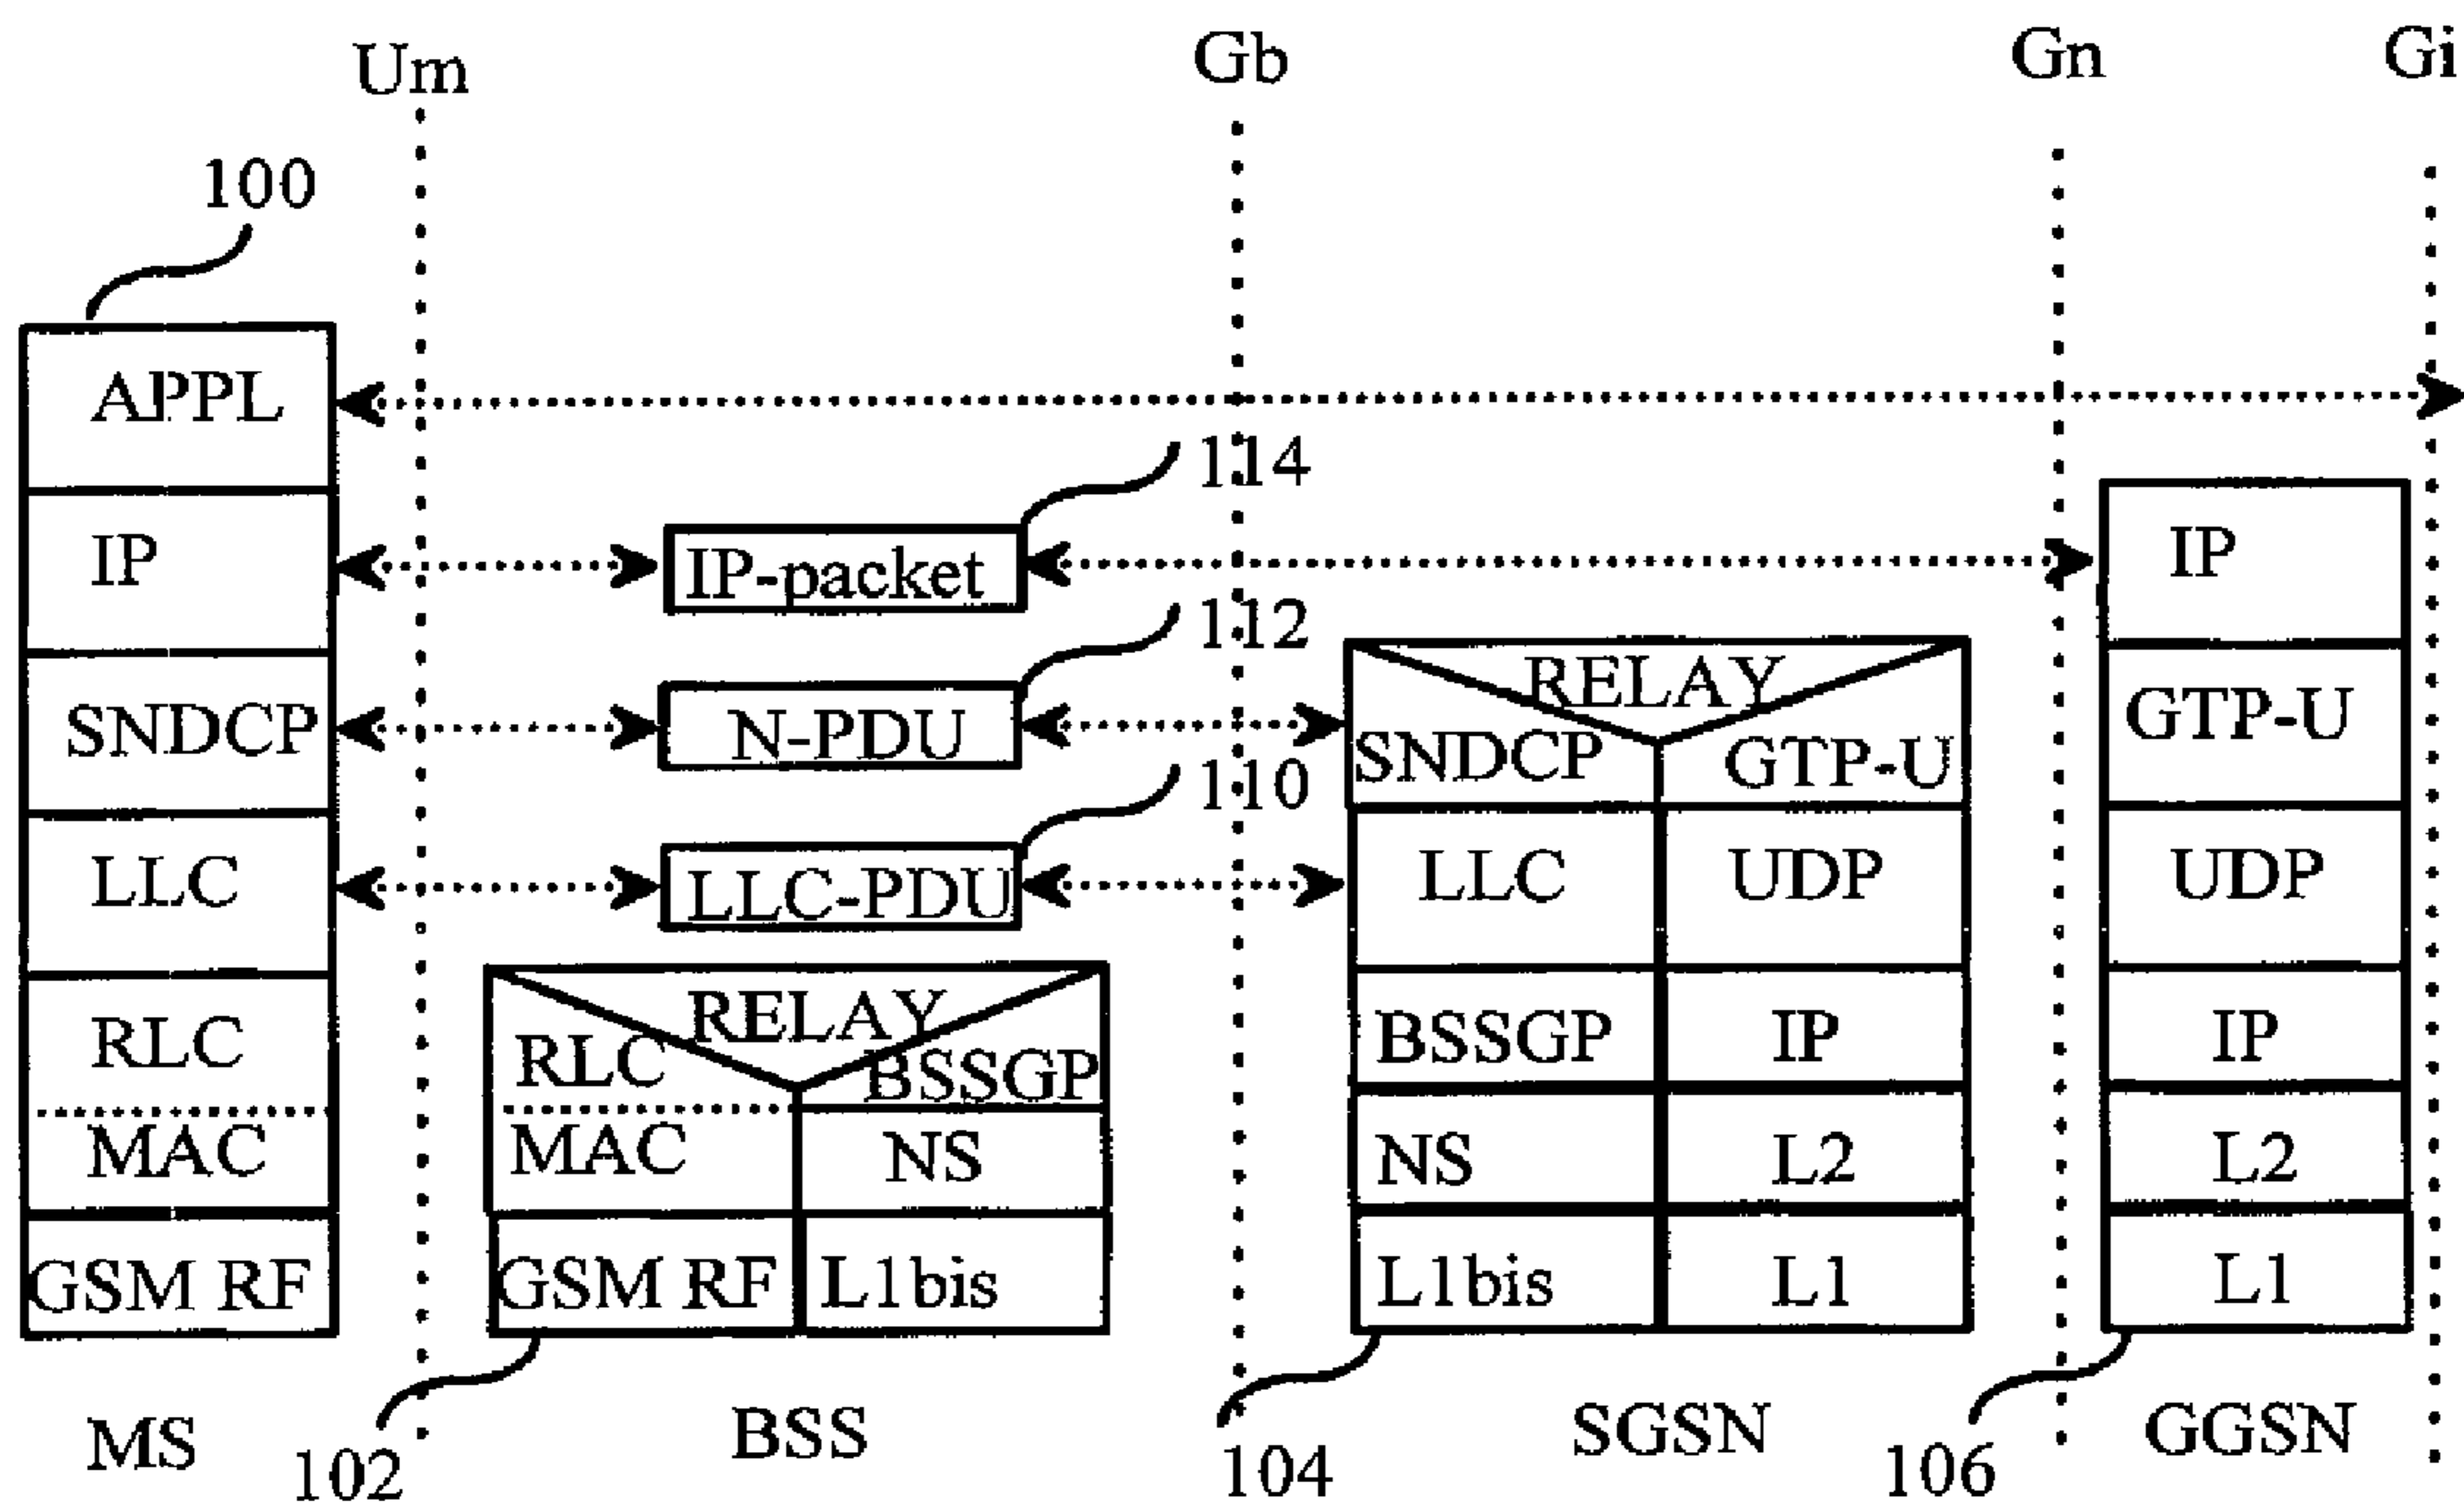 Um Gb Gn Gi
100
APPL
114
IP IP-packet IP
112
RELAY
SNDCP N-PDU SNDCP GTP-U GTP-U
110
LLC LLC-PDU LLC UDP UDP
RELAY
RLC RLC BSSGP BSSGP IP IP
MAC MAC NS NS L2 L2
GSM RF GSM RF L1bis L1bis L1 L1
MS BSS SGSN GGSN
102 104 106